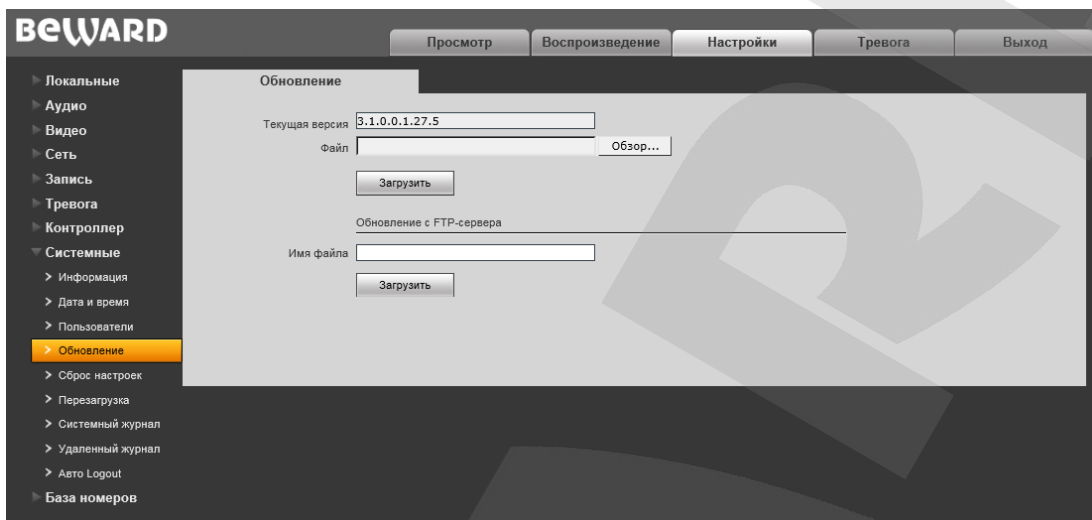 BEWARD
Просмотр Воспроизведение Настройки Тревога Выход
Локальные
Аудио
Видео
Сеть
Запись
Тревога
Контроллер
Системные
Информация
Дата и время
Пользователи
Обновление
Сброс настроек
Перезагрузка
Системный журнал
Удаленный журнал
Авто Logout
База номеров
Обновление
Текущая версия 3.1.0.0.1.27.5
Файл Обзор...
Загрузить
Обновление с FTP-сервера
Имя файла
Загрузить